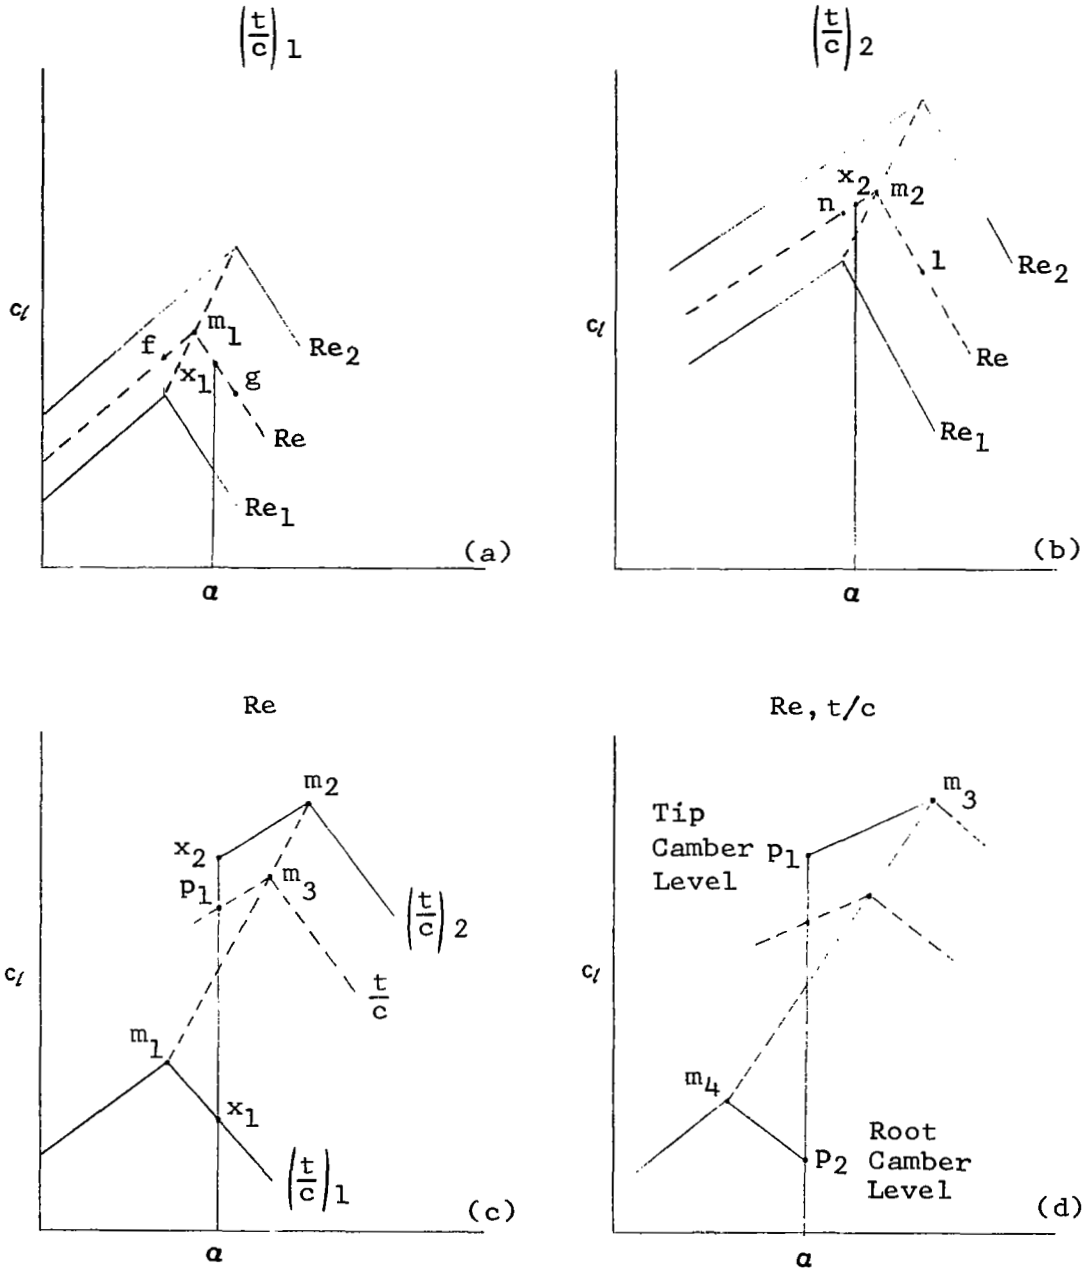 (t/c)1
cl
f
m1
x1
g
Re2
Re
Re1
(a)
α
(t/c)2
cl
n
x2
m2
l
Re2
Re
Re1
(b)
α
Re
cl
m2
x2
p1
m3
(t/c)2
t/c
m1
x1
(t/c)1
(c)
α
Re, t/c
cl
m3
Tip
Camber
Level
p1
m4
p2
Root
Camber
Level
(d)
α